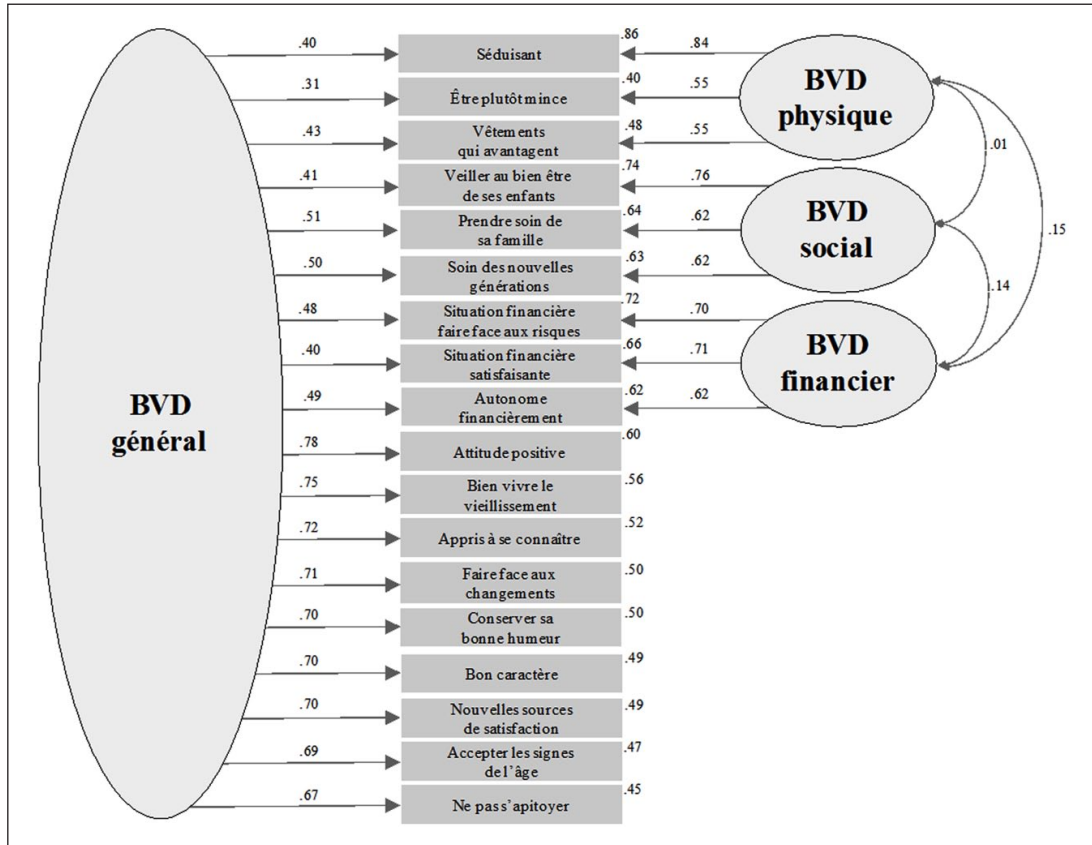 .40
Séduisant
.86
.84
.31
Être plutôt mince
.40
.55
.43
Vêtements
qui avantagent
.48
.55
.41
Veiller au bien être
de ses enfants
.74
.76
.51
Prendre soin de
sa famille
.64
.62
.50
Soin des nouvelles
générations
.63
.62
.48
Situation financière
faire face aux risques
.72
.70
.40
Situation financière
satisfaisante
.66
.71
.49
Autonome
financièrement
.62
.62
.78
Attitude positive
.60
.75
Bien vivre le
vieillissement
.56
.72
Appris à se connaître
.52
.71
Faire face aux
changements
.50
.70
Conserver sa
bonne humeur
.50
.70
Bon caractère
.49
.70
Nouvelles sources
de satisfaction
.49
.69
Accepter les signes
de l'âge
.47
.67
Ne pas s'apitoyer
.45
BVD
général
BVD
physique
BVD
social
BVD
financier
.01
.15
.14